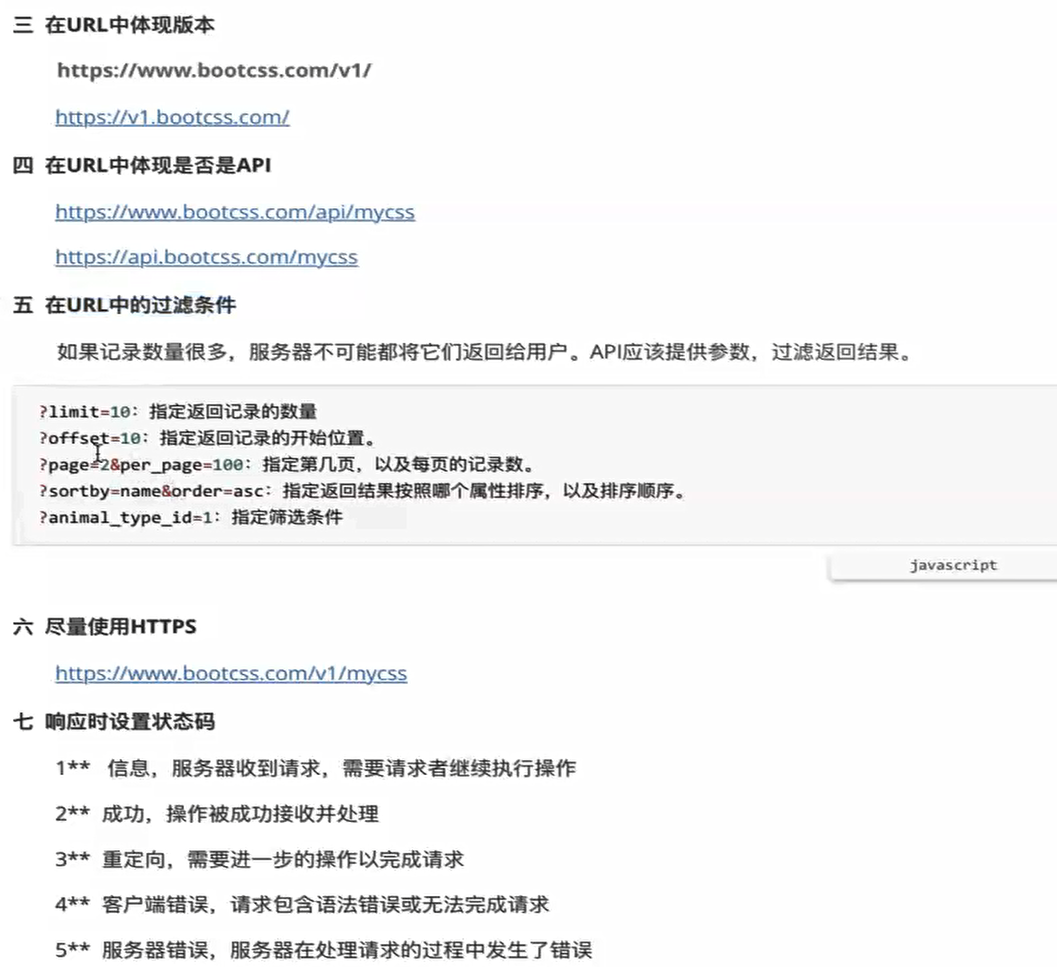 三 在URL中体现版本
https://www.bootcss.com/v1/
https://v1.bootcss.com/
四 在URL中体现是否是API
https://www.bootcss.com/api/mycss
https://api.bootcss.com/mycss
五 在URL中的过滤条件
如果记录数量很多，服务器不可能都将它们返回给用户。API应该提供参数，过滤返回结果。
?limit=10：指定返回记录的数量
?offset=10：指定返回记录的开始位置。
?page=2&per_page=100：指定第几页，以及每页的记录数。
?sortby=name&order=asc：指定返回结果按照哪个属性排序，以及排序顺序。
?animal_type_id=1：指定筛选条件
javascript
六 尽量使用HTTPS
https://www.bootcss.com/v1/mycss
七 响应时设置状态码
1** 信息，服务器收到请求，需要请求者继续执行操作
2** 成功，操作被成功接收并处理
3** 重定向，需要进一步的操作以完成请求
4** 客户端错误，请求包含语法错误或无法完成请求
5** 服务器错误，服务器在处理请求的过程中发生了错误